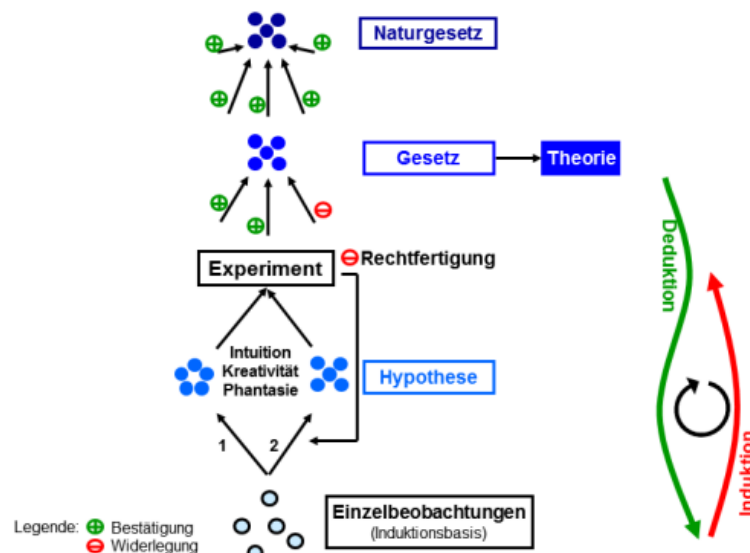 Naturgesetz
Gesetz
Theorie
Deduktion
Experiment
Rechtfertigung
Intuition
Kreativität
Phantasie
Hypothese
1
2
Induktion
Einzelbeobachtungen
(Induktionsbasis)
Legende:
Bestätigung
Widerlegung